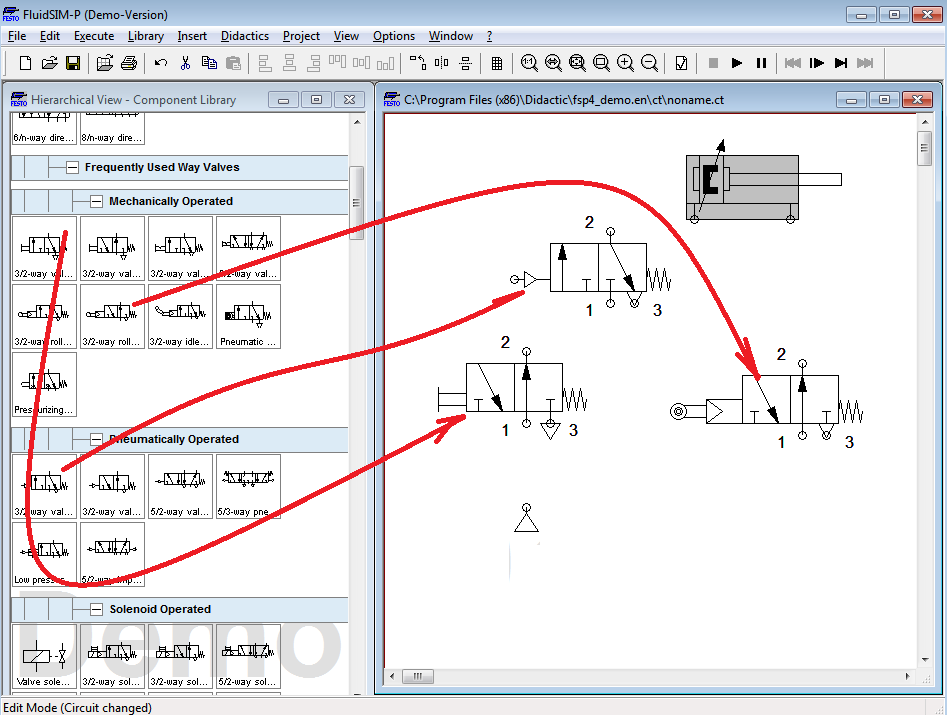 FluidSIM-P (Demo-Version)
File Edit Execute Library Insert Didactics Project View Options Window ?
Hierarchical View - Component Library
6/n-way dire... 8/n-way dire...
Frequently Used Way Valves
Mechanically Operated
3/2-way val... 3/2-way val... 3/2-way val... 5/2-way val...
3/2-way roll... 3/2-way roll... 3/2-way idle... Pneumatic ...
Pressurizing...
Pneumatically Operated
3/2-way val... 3/2-way val... 5/2-way val... 5/3-way pne...
Low pressu... 5/2-way imp...
Solenoid Operated
Valve sole... 3/2-way sol... 3/2-way sol... 5/2-way sol...
Demo
C:\Program Files (x86)\Didactic\fsp4_demo.en\ct\noname.ct
2
1
3
2
1
3
2
1
3
Edit Mode (Circuit changed)